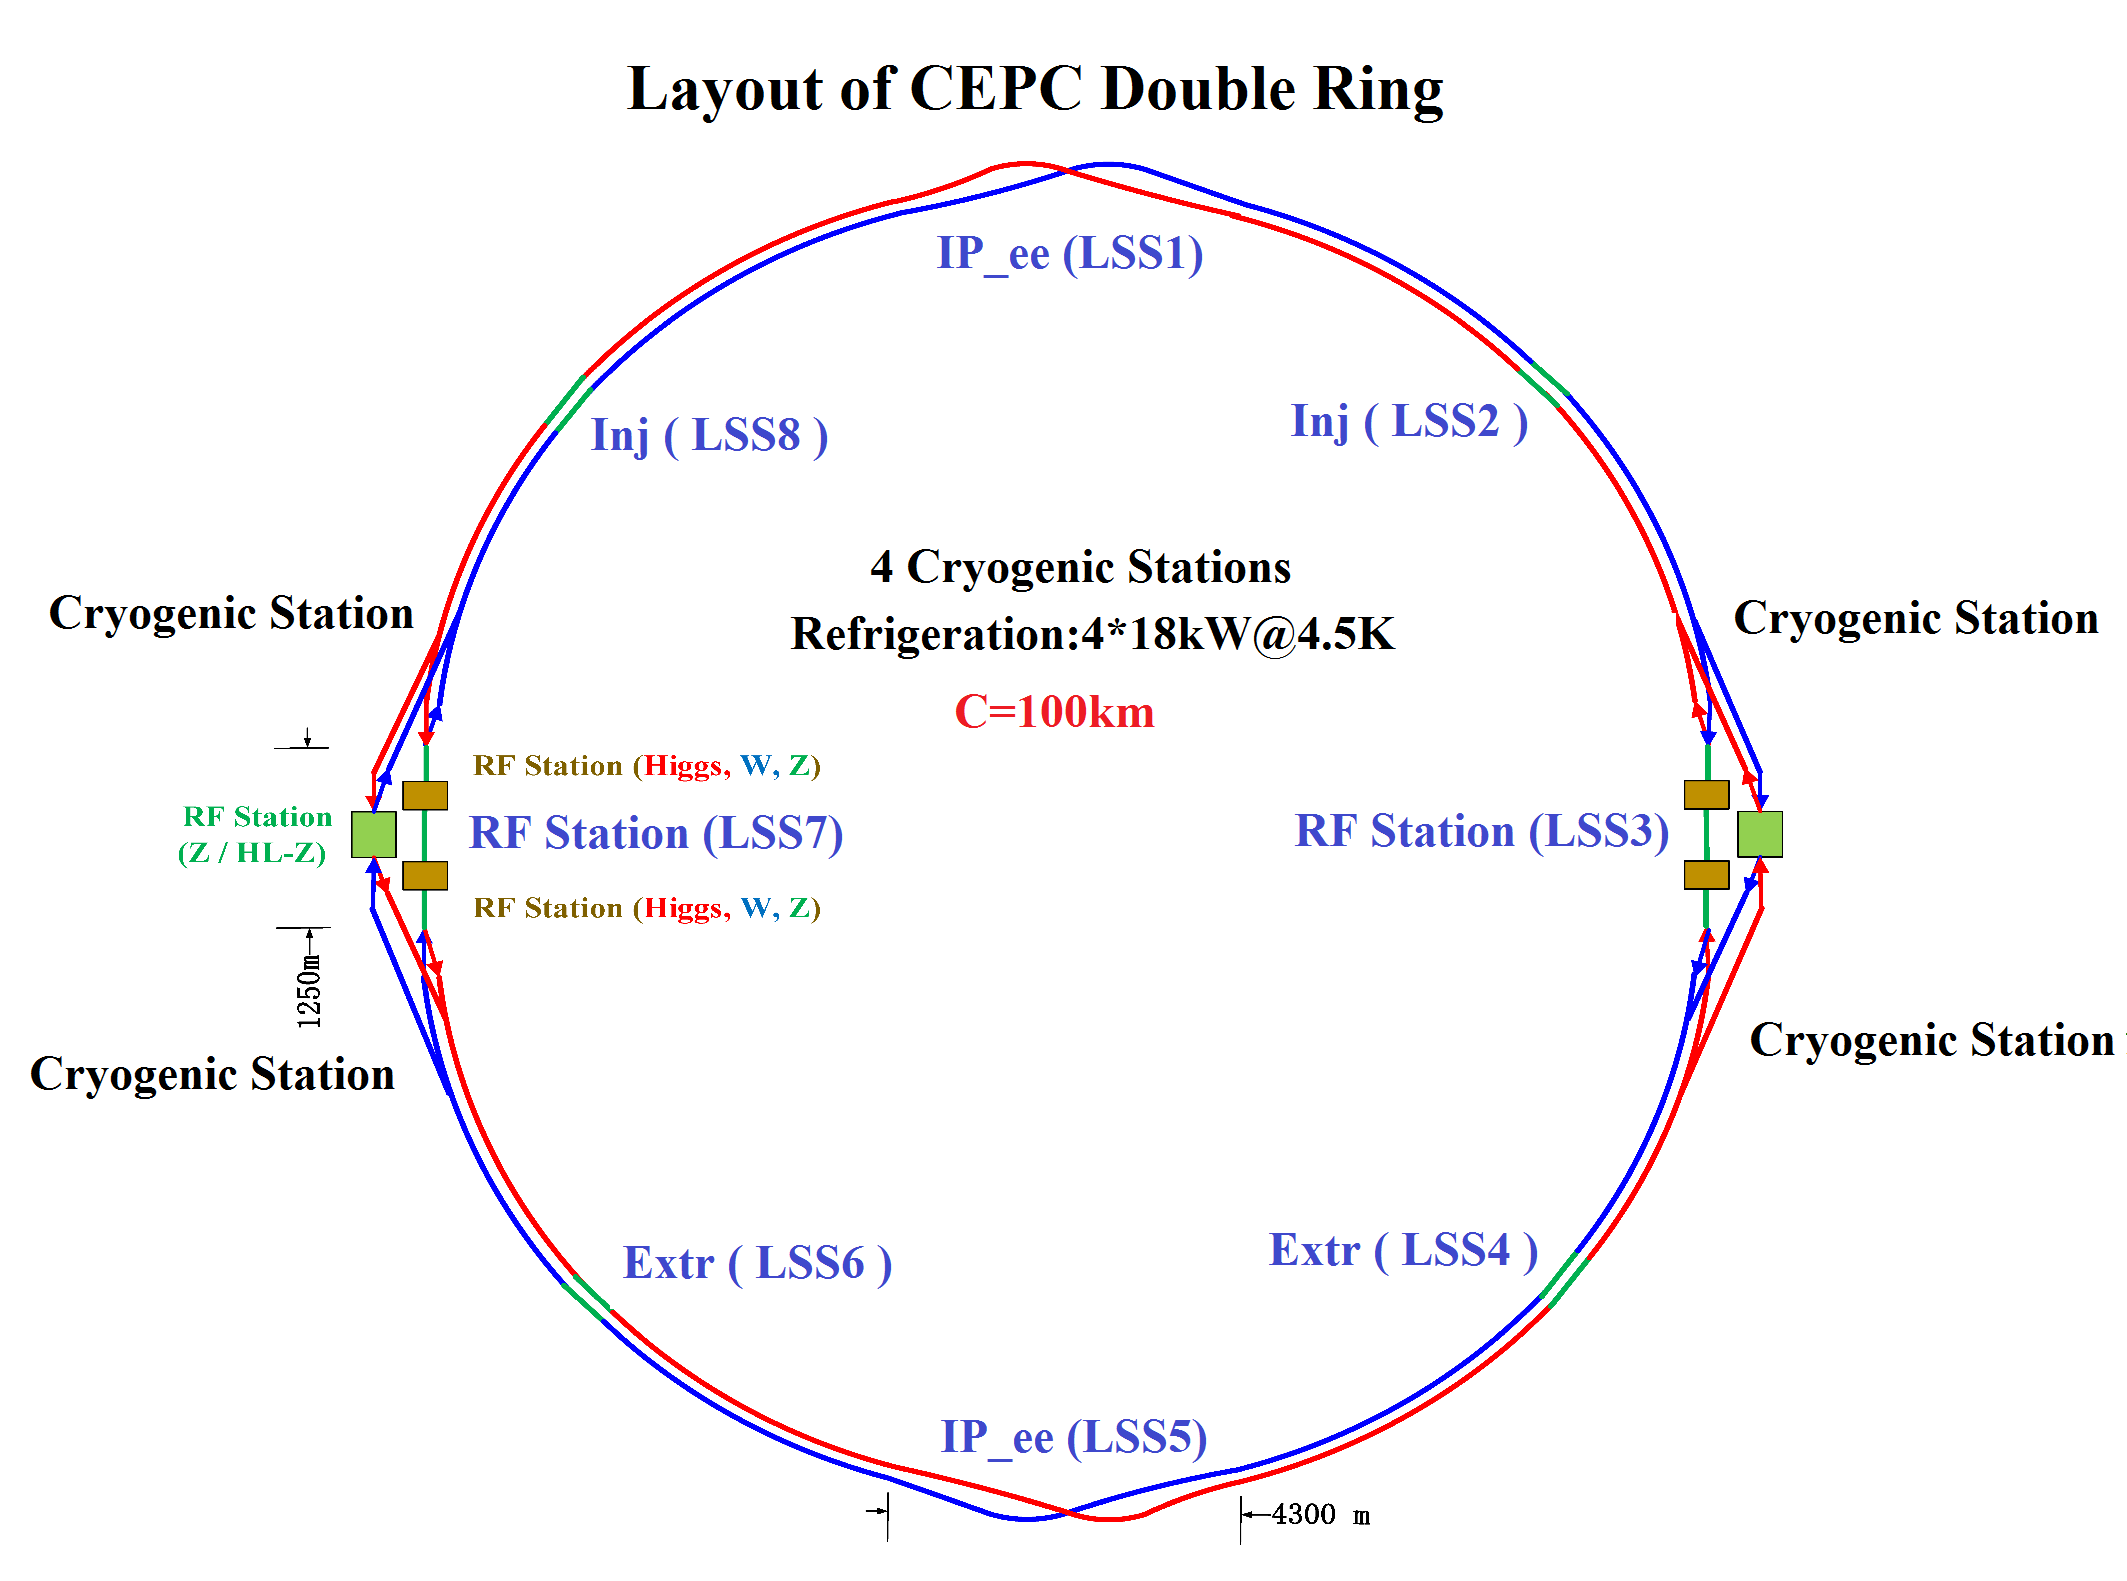 Layout of CEPC Double Ring
IP_ee (LSS1)
Inj ( LSS8 )
Inj ( LSS2 )
4 Cryogenic Stations
Refrigeration:4*18kW@4.5K
C=100km
Cryogenic Station
Cryogenic Station
RF Station (Higgs, W, Z)
RF Station
(Z / HL-Z)
RF Station (LSS7)
RF Station (LSS3)
RF Station (Higgs, W, Z)
1250m
Cryogenic Station
Cryogenic Station
Extr ( LSS6 )
Extr ( LSS4 )
IP_ee (LSS5)
4300 m